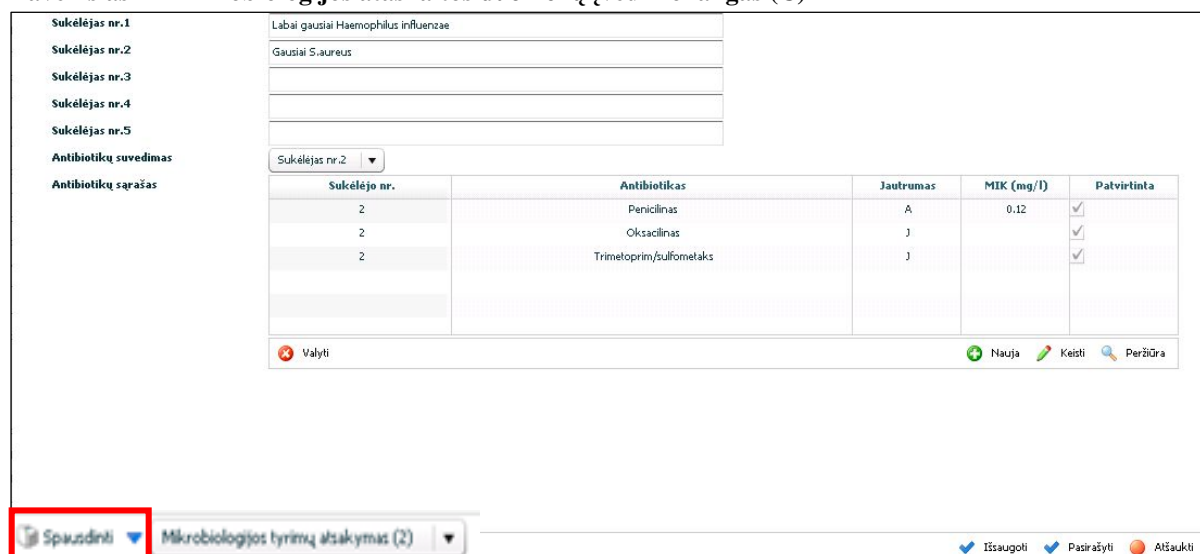 Sukėlėjas nr.1 Labai gausiai Haemophilus influenzae
Sukėlėjas nr.2 Gausiai S.aureus
Sukėlėjas nr.3
Sukėlėjas nr.4
Sukėlėjas nr.5
Antibiotikų suvedimas Sukėlėjas nr.2
Antibiotikų sąrašas Sukėlėjo nr. Antibiotikas Jautrumas MIK (mg/l) Patvirtinta
2 Penicilinas A 0.12
2 Oksacilinas J
2 Trimetoprim/sulfometaks J
Valyti Nauja Keisti Peržiūra
Spausdinti Mikrobiologijos tyrimų atsakymas (2)
Išsaugoti Pasirašyti Atšaukti